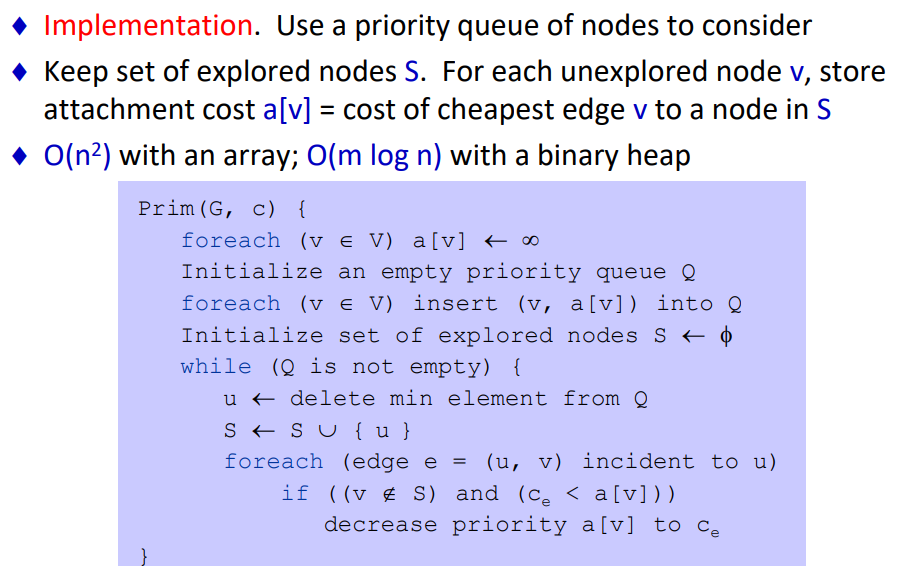 ♦ Implementation. Use a priority queue of nodes to consider
♦ Keep set of explored nodes S. For each unexplored node v, store
attachment cost a[v] = cost of cheapest edge v to a node in S
♦ O(n²) with an array; O(m log n) with a binary heap
Prim(G, c) {
foreach (v ∈ V) a[v] ← ∞
Initialize an empty priority queue Q
foreach (v ∈ V) insert (v, a[v]) into Q
Initialize set of explored nodes S ← ϕ
while (Q is not empty) {
u ← delete min element from Q
S ← S ∪ { u }
foreach (edge e = (u, v) incident to u)
if ((v ∉ S) and (cₑ < a[v]))
decrease priority a[v] to cₑ
}